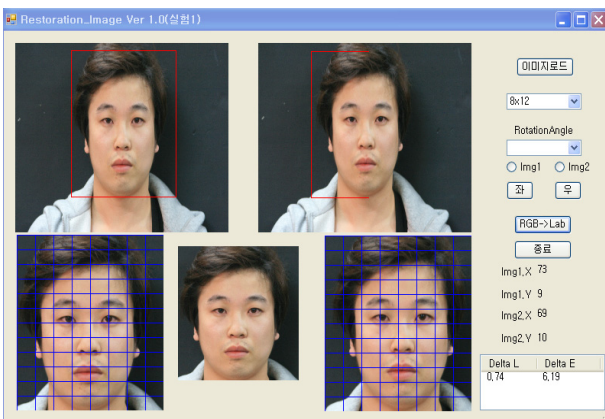 Restoration_Image Ver 1.0(실험1)
이미지로드
8x12
RotationAngle
Img1 Img2
좌 우
RGB->Lab
종료
Img1,X 73
Img1,Y 9
Img2,X 69
Img2,Y 10
Delta L Delta E
0,74 6,19